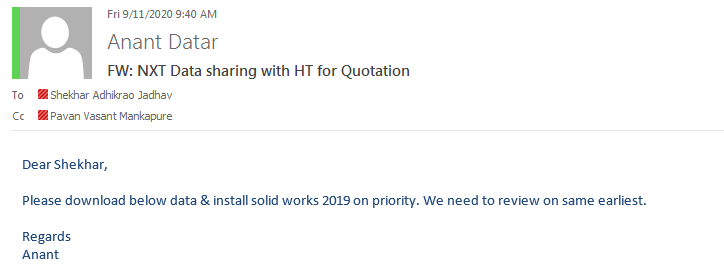 Fri 9/11/2020 9:40 AM
Anant Datar
FW: NXT Data sharing with HT for Quotation
To Shekhar Adhikrao Jadhav
Cc Pavan Vasant Mankapure
Dear Shekhar,
Please download below data & install solid works 2019 on priority. We need to review on same earliest.
Regards
Anant